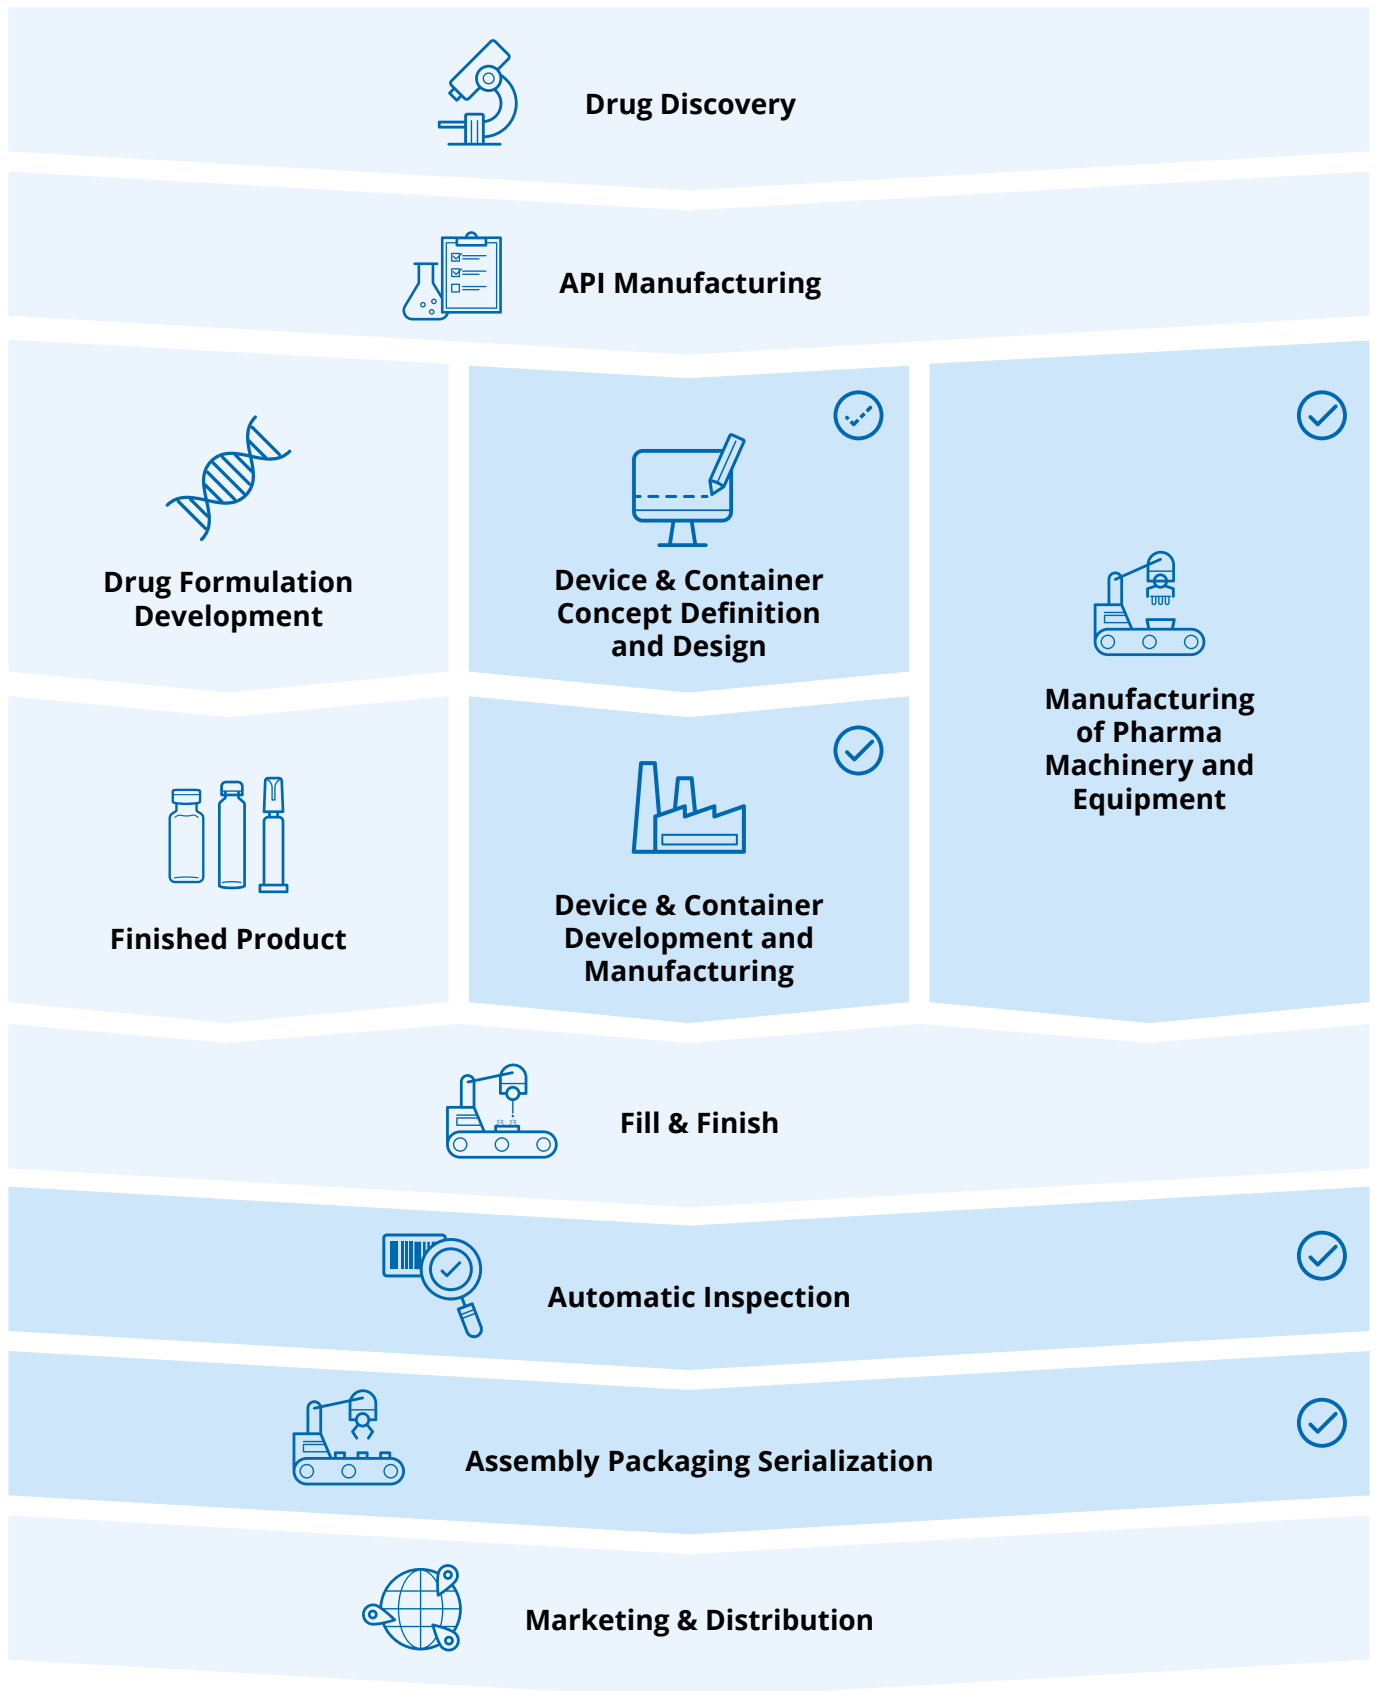 Drug Discovery
API Manufacturing
Drug Formulation
Development
Device & Container
Concept Definition
and Design
Manufacturing
of Pharma
Machinery and
Equipment
Finished Product
Device & Container
Development and
Manufacturing
Fill & Finish
Automatic Inspection
Assembly Packaging Serialization
Marketing & Distribution